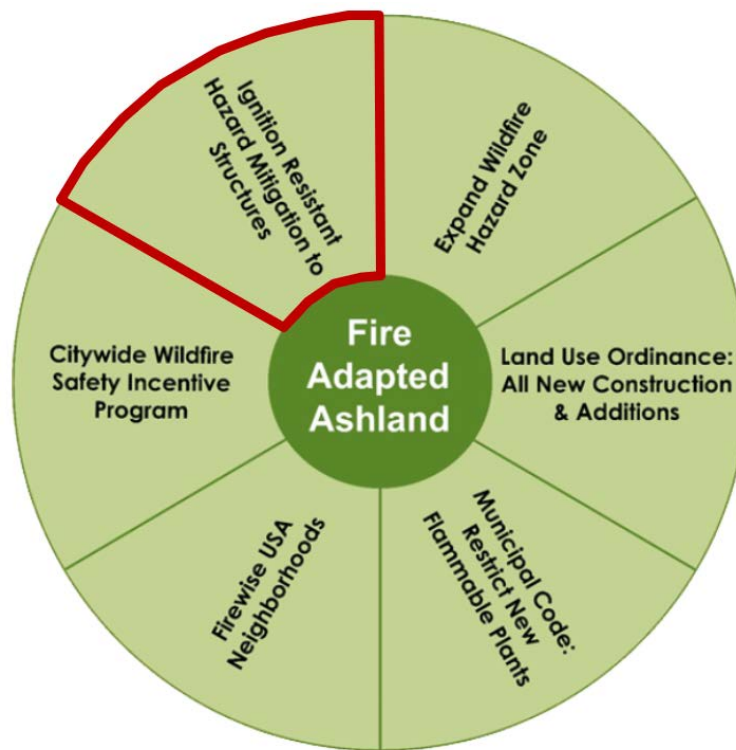 Ignition Resistant
Hazard Mitigation to
Structures
Expand Wildfire
Hazard Zone
Land Use Ordinance:
All New Construction
& Additions
Municipal Code:
Restrict New
Flammable Plants
Firewise USA
Neighborhoods
Citywide Wildfire
Safety Incentive
Program
Fire
Adapted
Ashland